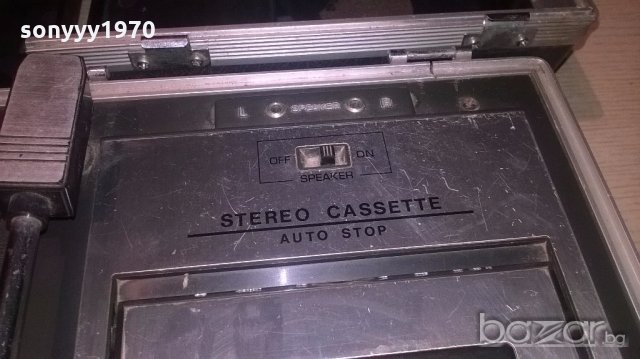 sonyyy1970
L SPEAKER R
OFF ON
SPEAKER
STEREO CASSETTE
AUTO STOP
bazar.bg